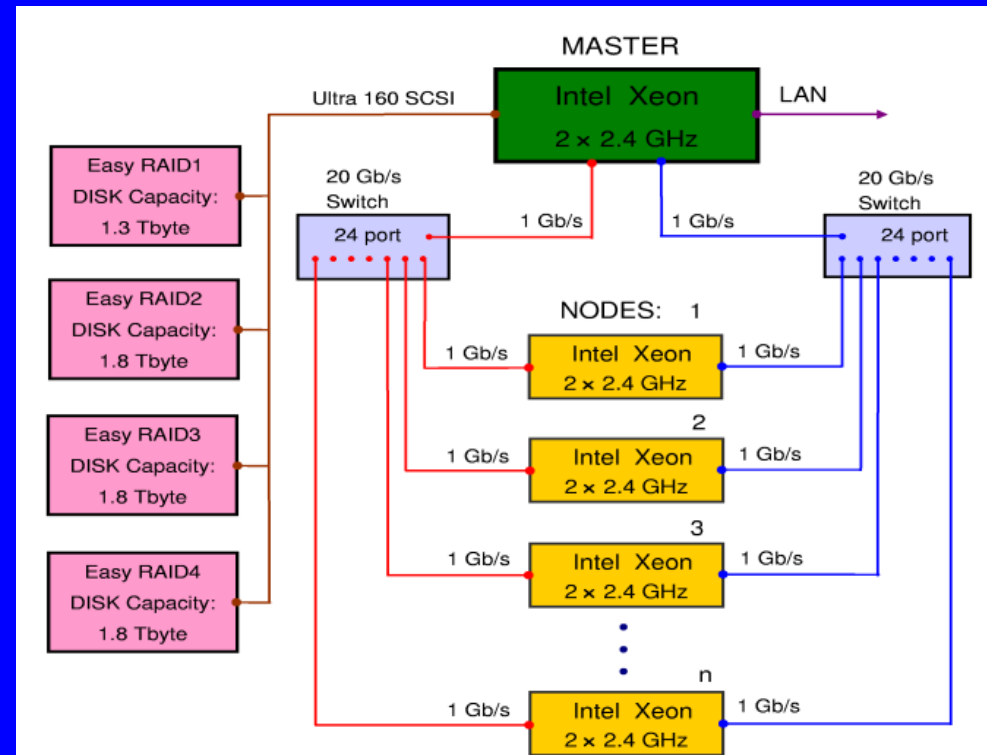 MASTER
Ultra 160 SCSI
Intel Xeon
2 × 2.4 GHz
LAN
Easy RAID1
DISK Capacity:
1.3 Tbyte
Easy RAID2
DISK Capacity:
1.8 Tbyte
Easy RAID3
DISK Capacity:
1.8 Tbyte
Easy RAID4
DISK Capacity:
1.8 Tbyte
20 Gb/s
Switch
24 port
1 Gb/s
1 Gb/s
20 Gb/s
Switch
24 port
NODES: 1
1 Gb/s
Intel Xeon
2 × 2.4 GHz
1 Gb/s
2
1 Gb/s
Intel Xeon
2 × 2.4 GHz
1 Gb/s
3
1 Gb/s
Intel Xeon
2 × 2.4 GHz
1 Gb/s
n
1 Gb/s
Intel Xeon
2 × 2.4 GHz
1 Gb/s